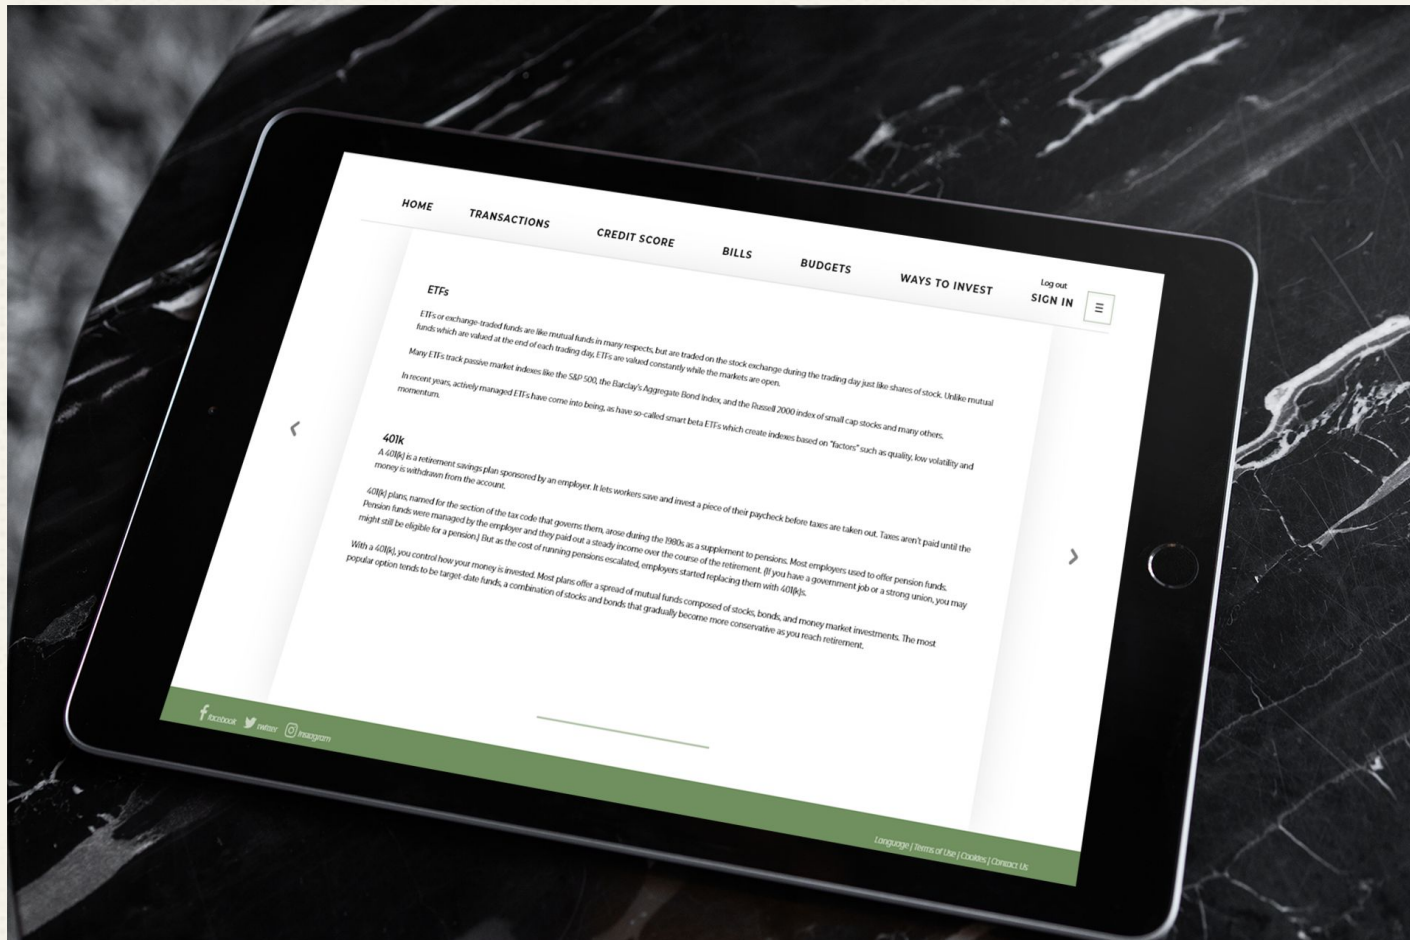 HOME TRANSACTIONS CREDIT SCORE BILLS BUDGETS WAYS TO INVEST Log out
SIGN IN
ETFs
ETFs or exchange-traded funds are like mutual funds in many respects, but are traded on the stock exchange during the trading day just like shares of stock. Unlike mutual
funds which are valued at the end of each trading day, ETFs are valued constantly while the markets are open.
Many ETFs track passive market indexes like the S&P 500, the Barclay's Aggregate Bond Index, and the Russell 2000 index of small cap stocks and many others.
In recent years, actively managed ETFs have come into being, as have so-called smart beta ETFs which create indexes based on "factors" such as quality, low volatility and
momentum.
401k
A 401(k) is a retirement savings plan sponsored by an employer. It lets workers save and invest a piece of their paycheck before taxes are taken out. Taxes aren't paid until the
money is withdrawn from the account.
401(k) plans, named for the section of the tax code that governs them, arose during the 1980s as a supplement to pensions. Most employers used to offer pension funds.
Pension funds were managed by the employer and they paid out a steady income over the course of the retirement. (If you have a government job or a strong union, you may
might still be eligible for a pension.) But as the cost of running pensions escalated, employers started replacing them with 401(k)s.
With a 401(k), you control how your money is invested. Most plans offer a spread of mutual funds composed of stocks, bonds, and money market investments. The most
popular option tends to be target-date funds, a combination of stocks and bonds that gradually become more conservative as you reach retirement.
facebook twitter Instagram
Language | Terms of Use | Cookies | Contact Us